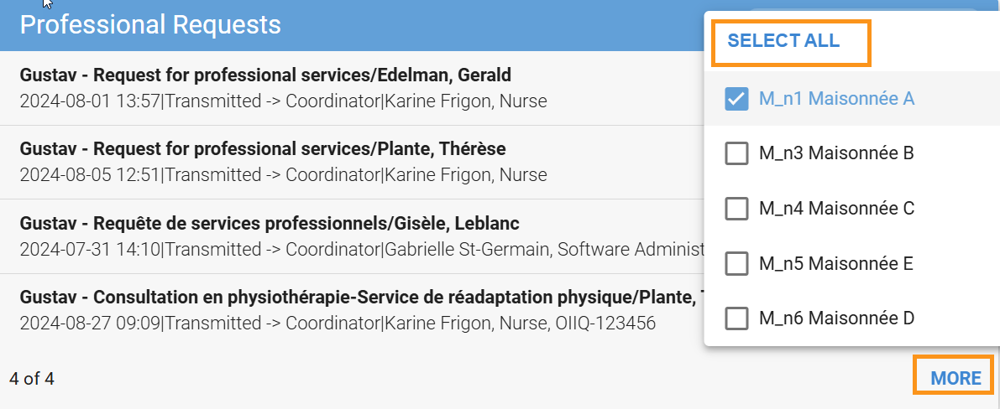 Professional Requests
Gustav - Request for professional services/Edelman, Gerald
2024-08-01 13:57|Transmitted -> Coordinator|Karine Frigon, Nurse
Gustav - Request for professional services/Plante, Thérèse
2024-08-05 12:51|Transmitted -> Coordinator|Karine Frigon, Nurse
Gustav - Requête de services professionnels/Gisèle, Leblanc
2024-07-31 14:10|Transmitted -> Coordinator|Gabrielle St-Germain, Software Administ
Gustav - Consultation en physiothérapie-Service de réadaptation physique/Plante,
2024-08-27 09:09|Transmitted -> Coordinator|Karine Frigon, Nurse, OIIQ-123456
4 of 4
SELECT ALL
M_n1 Maisonnée A
M_n3 Maisonnée B
M_n4 Maisonnée C
M_n5 Maisonnée E
M_n6 Maisonnée D
MORE